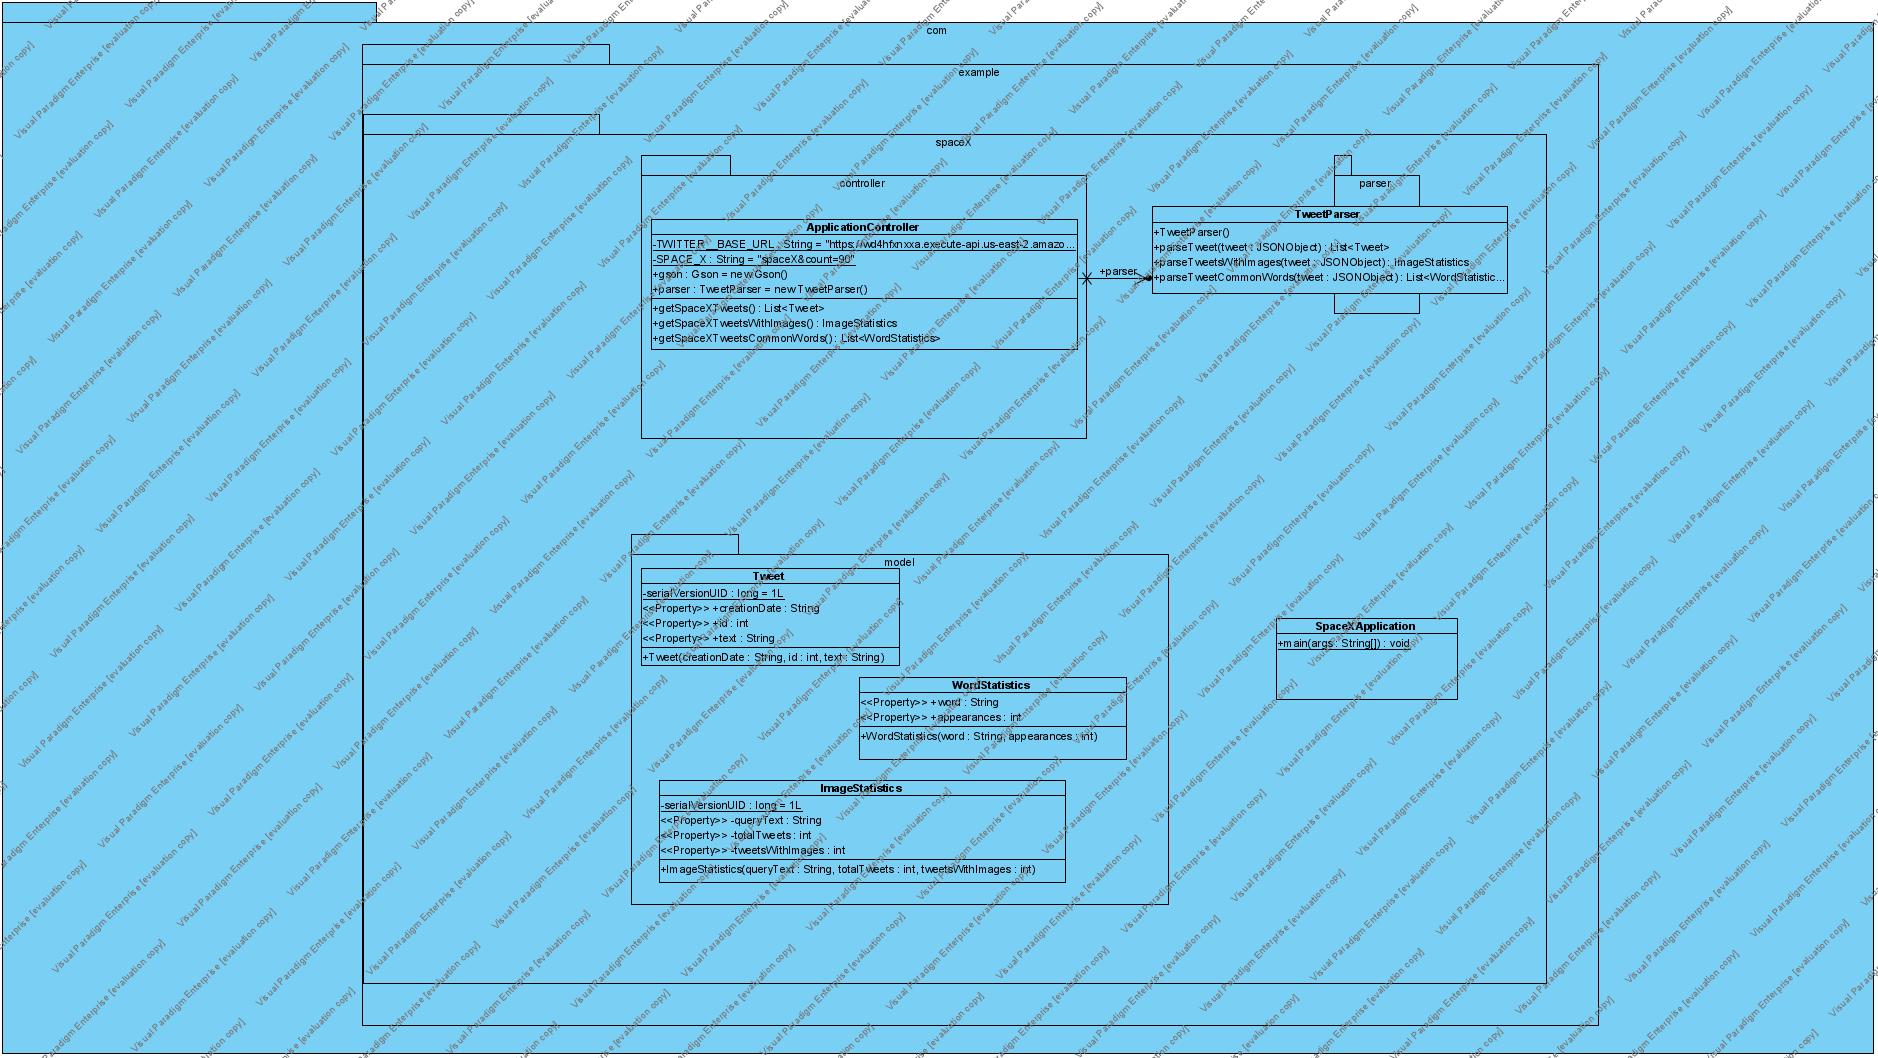 com
example
spaceX
controller
ApplicationController
-TWITTER__BASE_URL : String = "https://wd4hfxnxxa.execute-api.us-east-2.amazo...
-SPACE_X : String = "spaceX&count=90"
+gson : Gson = new Gson()
+parser : TweetParser = new TweetParser()
+getSpaceXTweets() : List<Tweet>
+getSpaceXTweetsWithImages() : ImageStatistics
+getSpaceXTweetsCommonWords() : List<WordStatistics>
+parser
parser
TweetParser
+TweetParser()
+parseTweet(tweet : JSONObject) : List<Tweet>
+parseTweetsWithImages(tweet : JSONObject) : ImageStatistics
+parseTweetCommonWords(tweet : JSONObject) : List<WordStatistic...
model
Tweet
-serialVersionUID : long = 1L
<<Property>> +creationDate : String
<<Property>> +id : int
<<Property>> +text : String
+Tweet(creationDate : String, id : int, text : String)
WordStatistics
<<Property>> +word : String
<<Property>> +appearances : int
+WordStatistics(word : String, appearances : int)
ImageStatistics
-serialVersionUID : long = 1L
<<Property>> -queryText : String
<<Property>> -totalTweets : int
<<Property>> -tweetsWithImages : int
+ImageStatistics(queryText : String, totalTweets : int, tweetsWithImages : int)
SpaceXApplication
+main(args : String[]) : void
Visual Paradigm Enterprise [evaluation copy]